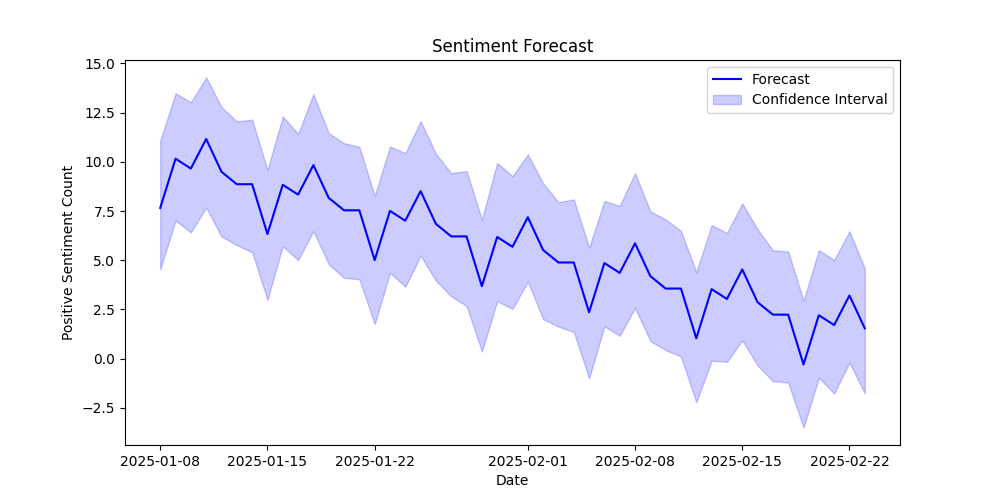 Sentiment Forecast
Forecast
Confidence Interval
Positive Sentiment Count
15.0
12.5
10.0
7.5
5.0
2.5
0.0
−2.5
2025-01-08 2025-01-15 2025-01-22 2025-02-01 2025-02-08 2025-02-15 2025-02-22
Date